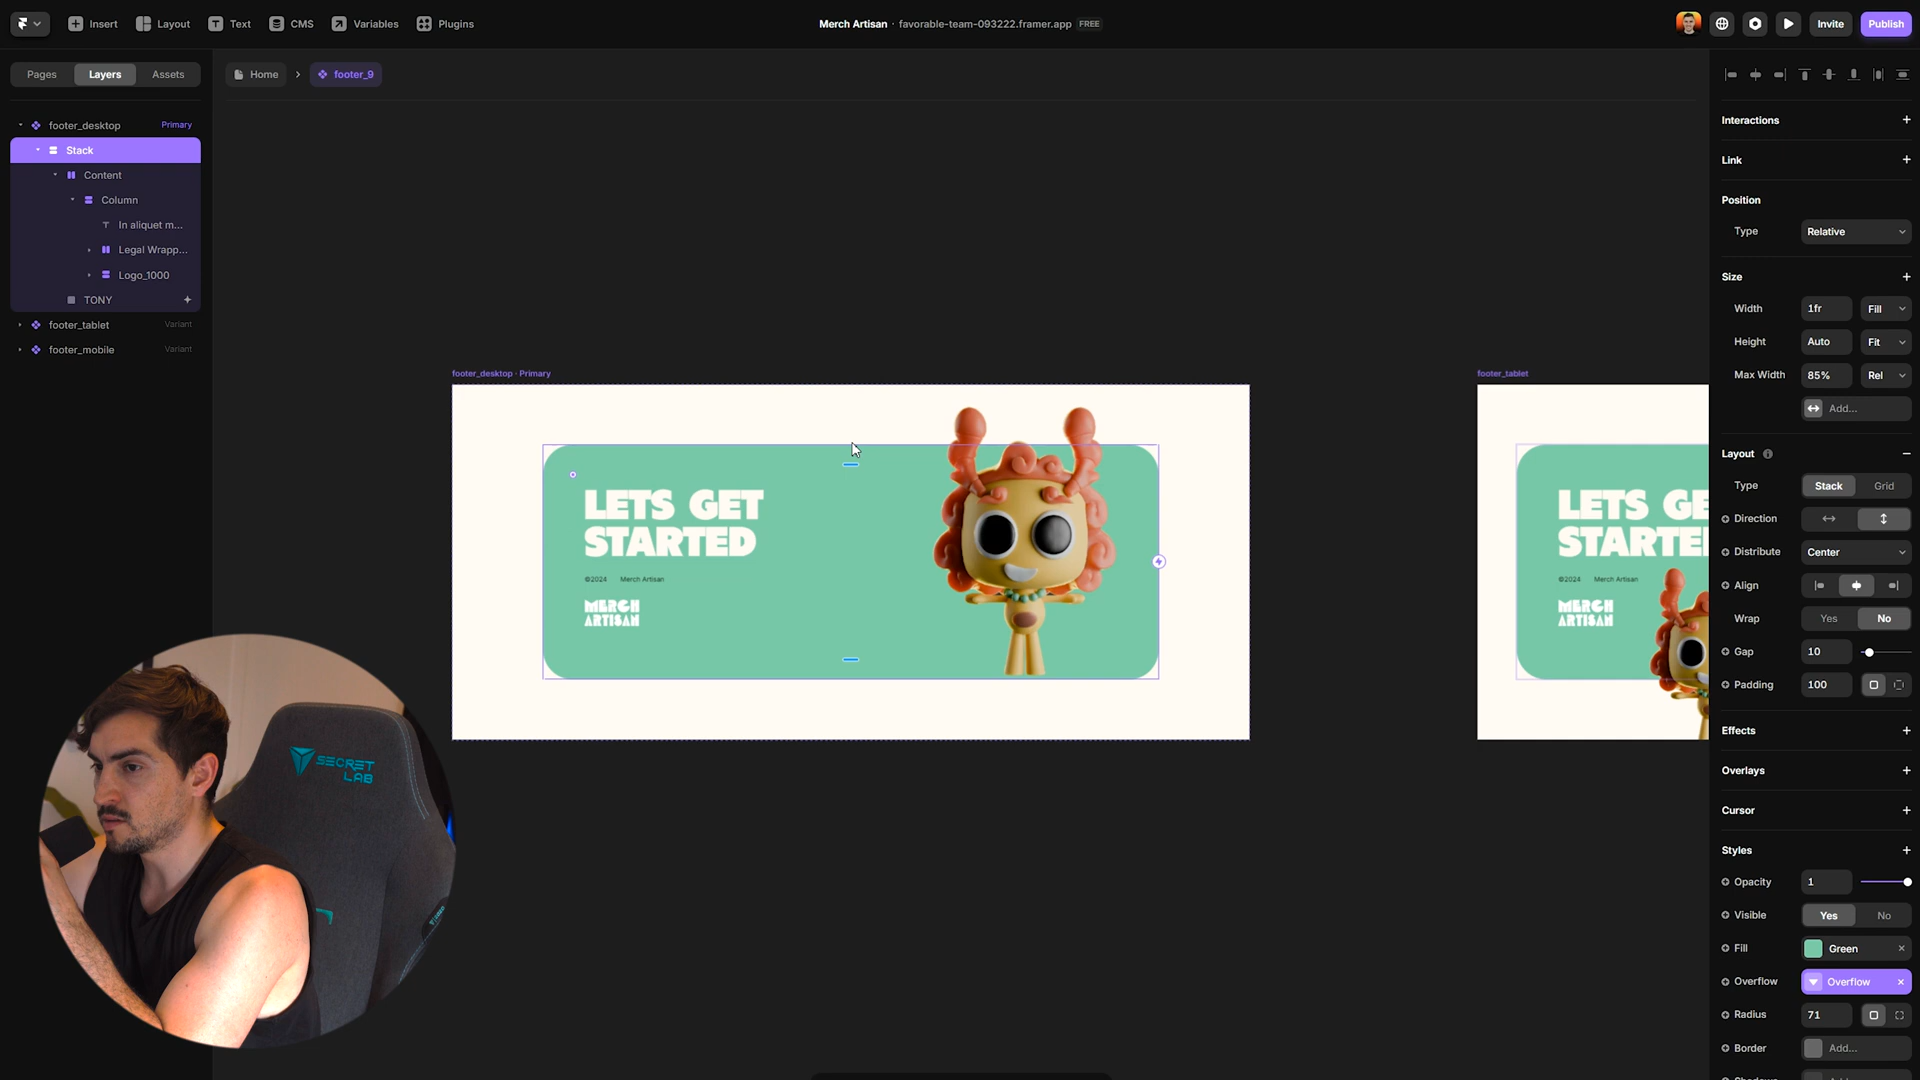 Insert
Layout
Text
CMS
Variables
Plugins
Merch Artisan · favorable-team-093222.framer.app FREE
Invite
Publish
Pages
Layers
Assets
Home
footer_9
footer_desktop Primary
Stack
Content
Column
In aliquet m...
Legal Wrapp...
Logo_1000
TONY
footer_tablet Variant
footer_mobile Variant
footer_desktop · Primary
LETS GET
STARTED
©2024 Merch Artisan
MERCH
ARTISAN
footer_tablet
LETS GE
STARTE
©2024 Merch Artisan
MERCH
ARTISAN
SECRET
LAB
Interactions
Link
Position
Type Relative
Size
Width 1fr Fill
Height Auto Fit
Max Width 85% Rel
Add...
Layout
Type Stack Grid
Direction
Distribute Center
Align
Wrap Yes No
Gap 10
Padding 100
Effects
Overlays
Cursor
Styles
Opacity 1
Visible Yes No
Fill Green
Overflow Overflow
Radius 71
Border Add...